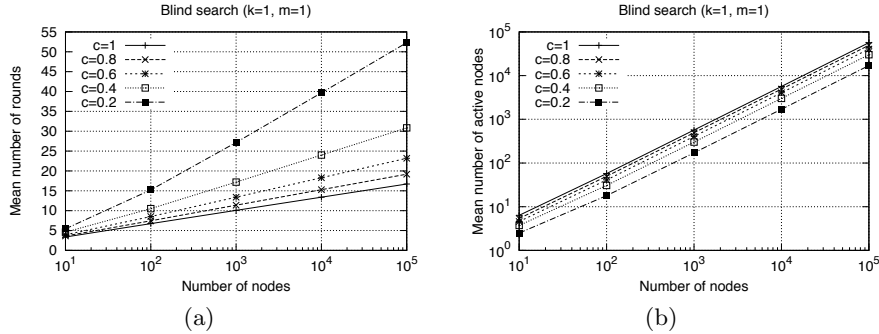 Blind search (k=1, m=1)
Mean number of rounds
55
50
45
40
35
30
25
20
15
10
5
0
c=1
c=0.8
c=0.6
c=0.4
c=0.2
10^1 10^2 10^3 10^4 10^5
Number of nodes
(a)
Blind search (k=1, m=1)
Mean number of active nodes
10^5
10^4
10^3
10^2
10^1
10^0
c=1
c=0.8
c=0.6
c=0.4
c=0.2
10^1 10^2 10^3 10^4 10^5
Number of nodes
(b)